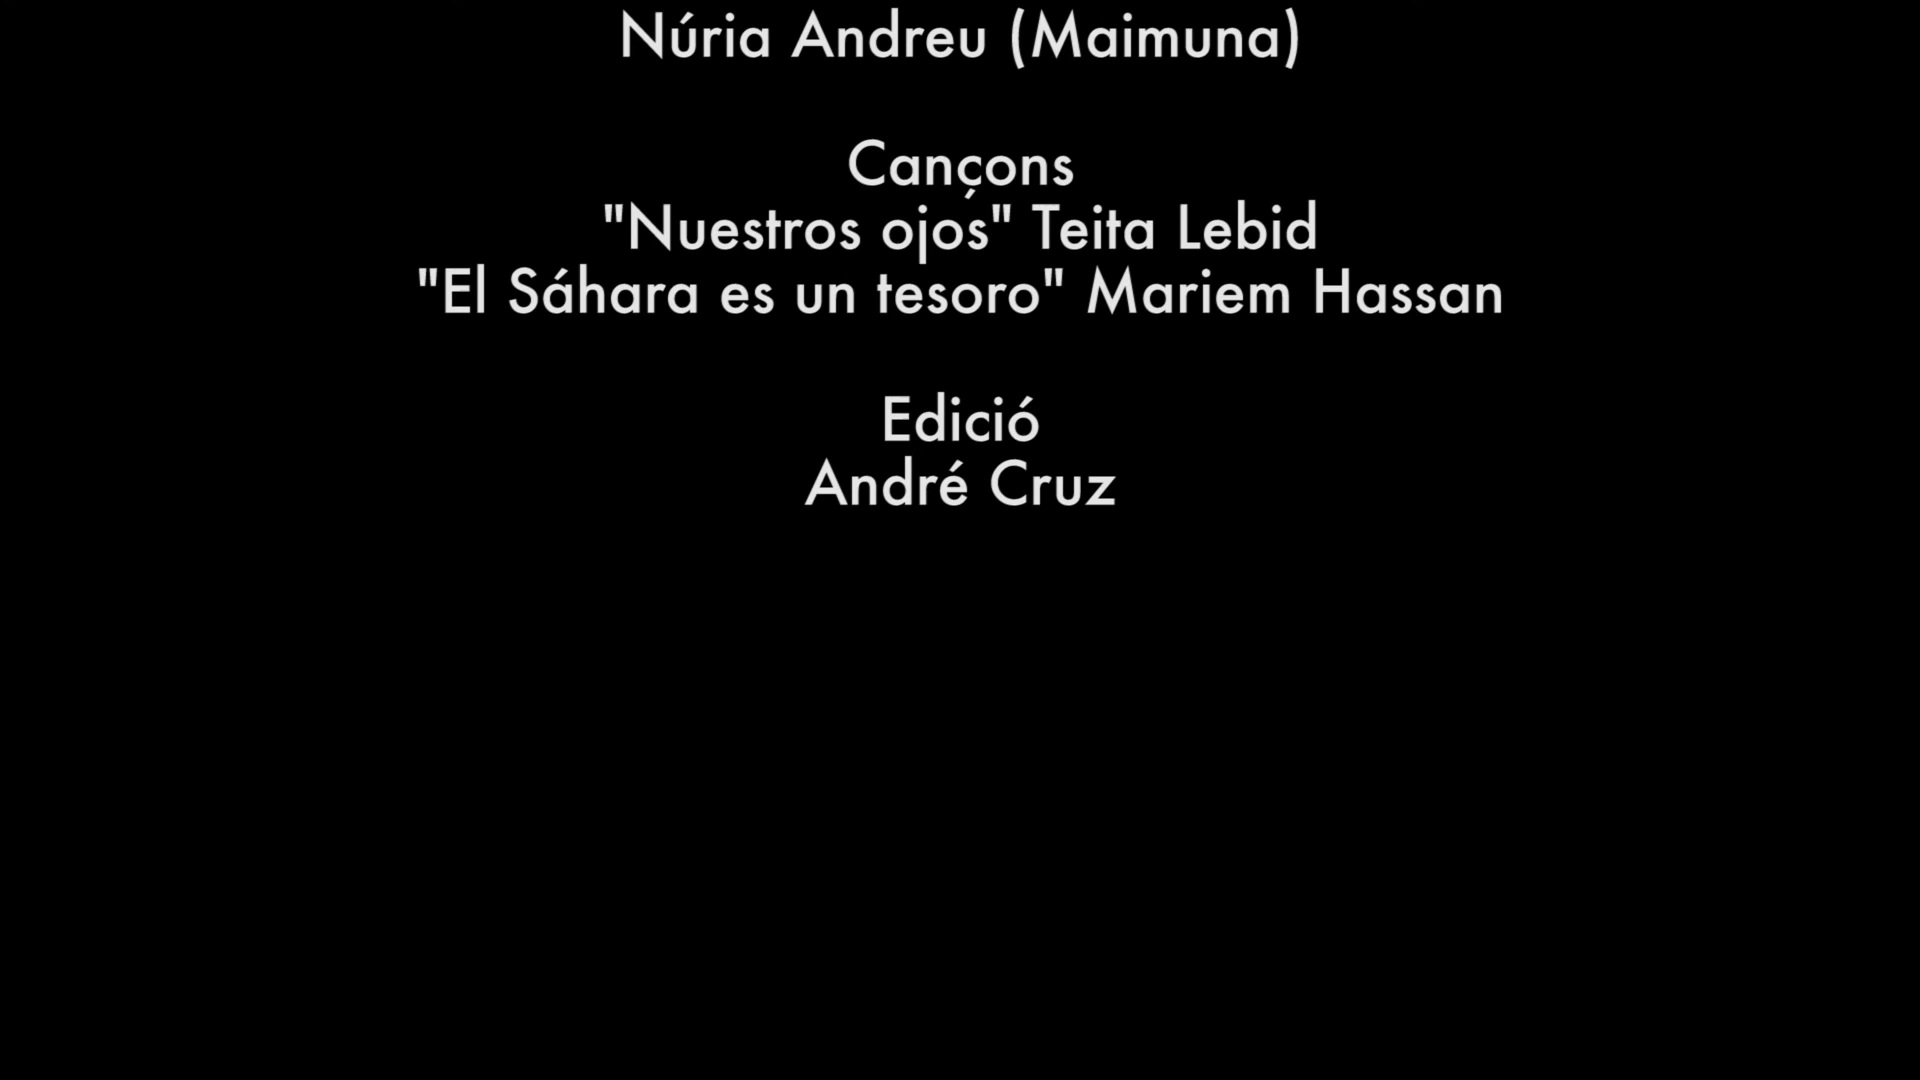 Núria Andreu (Maimuna)
Cançons
"Nuestros ojos" Teita Lebid
"El Sáhara es un tesoro" Mariem Hassan
Edició
André Cruz